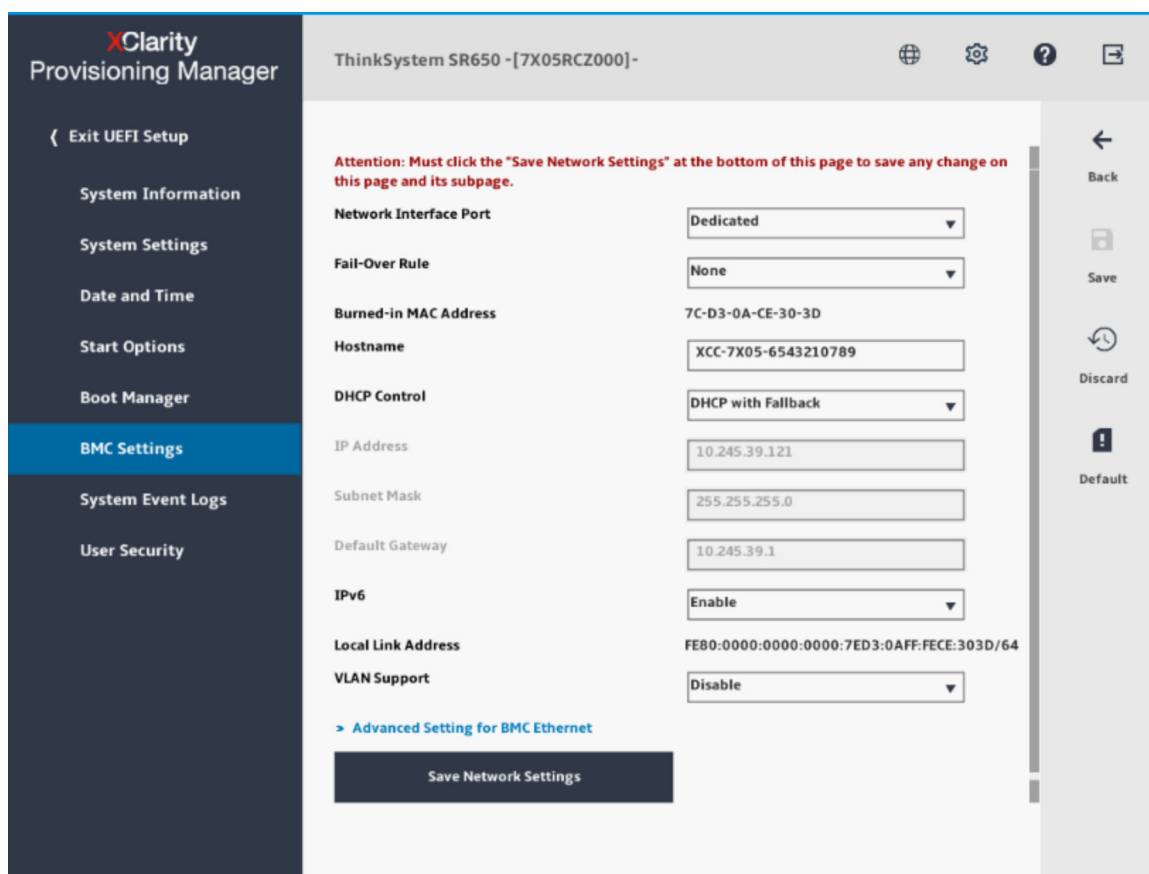 XClarity
Provisioning Manager
ThinkSystem SR650 -[7X05RCZ000]-
❬ Exit UEFI Setup
System Information
System Settings
Date and Time
Start Options
Boot Manager
BMC Settings
System Event Logs
User Security
Attention: Must click the "Save Network Settings" at the bottom of this page to save any change on
this page and its subpage.
Network Interface Port
Dedicated
Fail-Over Rule
None
Burned-in MAC Address
7C-D3-0A-CE-30-3D
Hostname
XCC-7X05-6543210789
DHCP Control
DHCP with Fallback
IP Address
10.245.39.121
Subnet Mask
255.255.255.0
Default Gateway
10.245.39.1
IPv6
Enable
Local Link Address
FE80:0000:0000:0000:7ED3:0AFF:FECE:303D/64
VLAN Support
Disable
> Advanced Setting for BMC Ethernet
Save Network Settings
Back
Save
Discard
Default